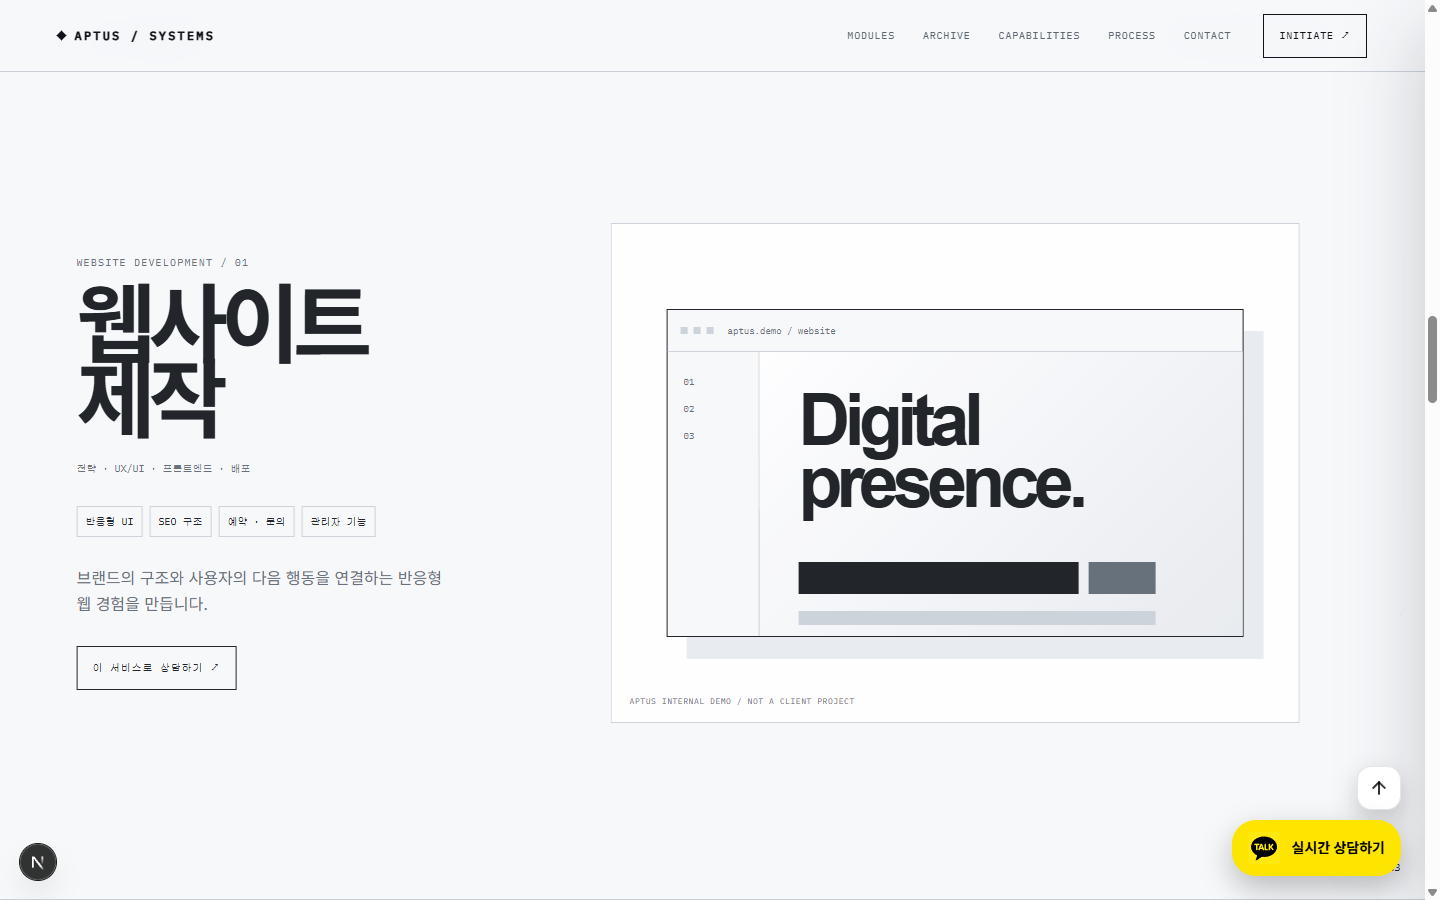 APTUS / SYSTEMS
MODULES
ARCHIVE
CAPABILITIES
PROCESS
CONTACT
INITIATE ↗
WEBSITE DEVELOPMENT / 01
웹사이트
제작
전략 · UX/UI · 프론트엔드 · 배포
반응형 UI
SEO 구조
예약 · 문의
관리자 기능
브랜드의 구조와 사용자의 다음 행동을 연결하는 반응형
웹 경험을 만듭니다.
이 서비스로 상담하기 ↗
aptus.demo / website
01
02
03
Digital
presence.
APTUS INTERNAL DEMO / NOT A CLIENT PROJECT
N
TALK
실시간 상담하기